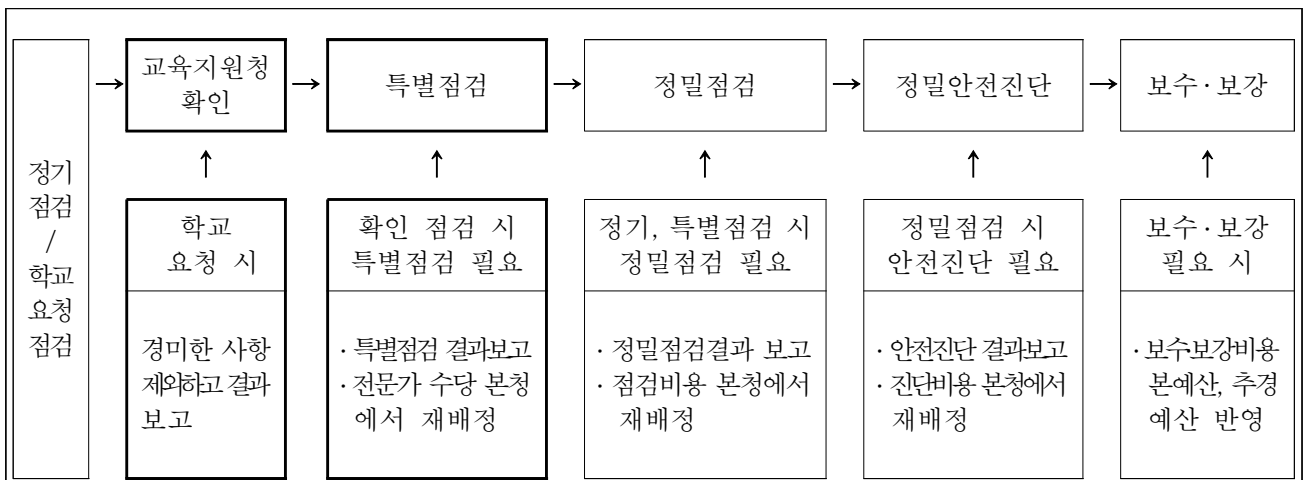 정기
점검
/
학교
요청
점검
→
교육지원청
확인
→
특별점검
→
정밀점검
→
정밀안전진단
→
보수·보강
↑
↑
↑
↑
↑
학교
요청 시
확인 점검 시
특별점검 필요
정기, 특별점검 시
정밀점검 필요
정밀점검 시
안전진단 필요
보수·보강
필요 시
경미한 사항
제외하고 결과
보고
·특별점검 결과보고
·전문가 수당 본청
에서 재배정
·정밀점검결과 보고
·점검비용 본청에서
재배정
·안전진단 결과보고
·진단비용 본청에서
재배정
·보수보강비용
본예산, 추경
예산 반영